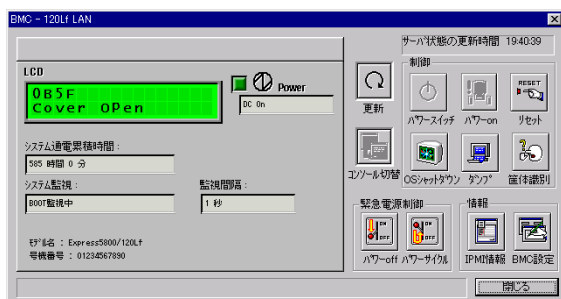 BMC - 120Lf LAN
サーバ状態の更新時間 19:40:39
LCD
0B5F
Cover OPen
Power
DC On
システム通電累積時間：
585 時間 0 分
システム監視：
BOOT監視中
監視間隔：
1 秒
モデル名 ： Express5800/120Lf
号機番号 ： 01234567890
更新
コンソール切替
制御
パワースイッチ
パワーon
RESET
リセット
OSシャットダウン
ダンプ
筐体識別
緊急電源制御
パワーoff
パワーサイクル
情報
IPMI情報
BMC設定
閉じる